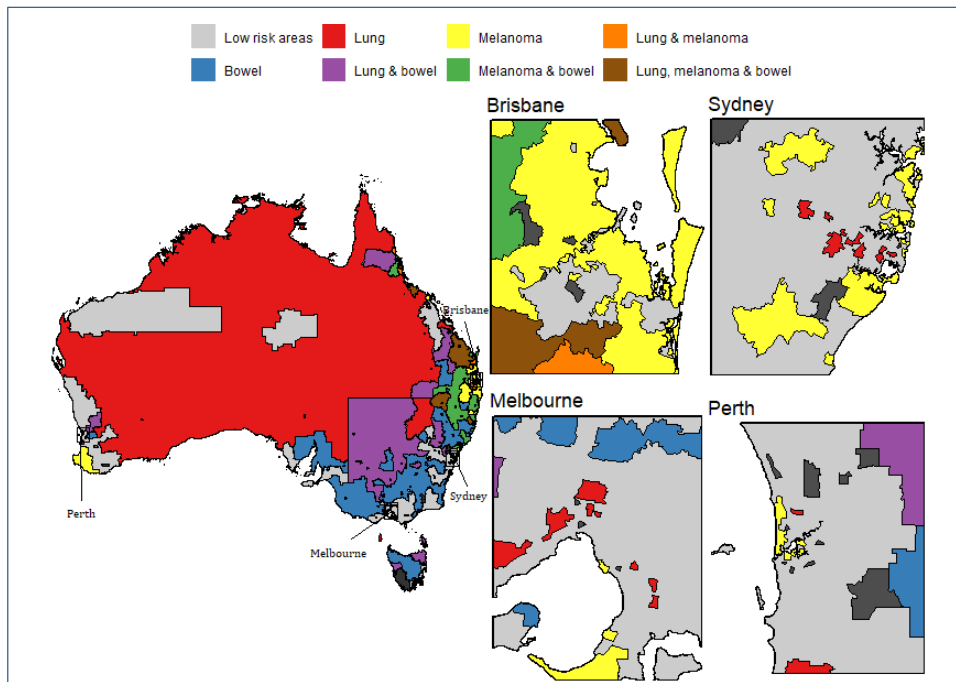 Low risk areas Lung Melanoma Lung & melanoma
Bowel Lung & bowel Melanoma & bowel Lung, melanoma & bowel
Brisbane Sydney
Brisbane
Melbourne Perth
Sydney
Perth
Melbourne